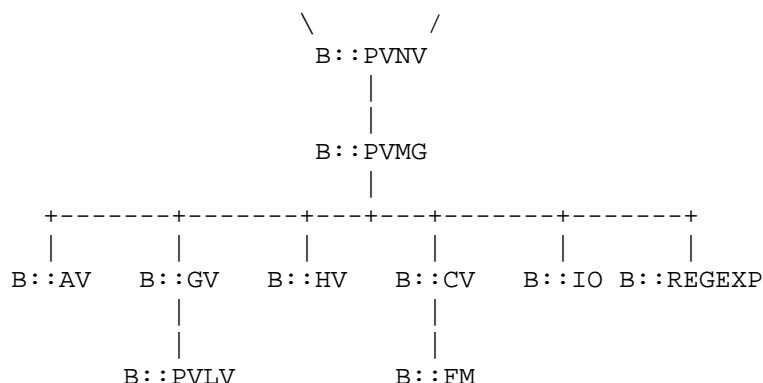 B::PVNV
B::PVMG
B::AV B::GV B::HV B::CV B::IO B::REGEXP
B::PVLV B::FM